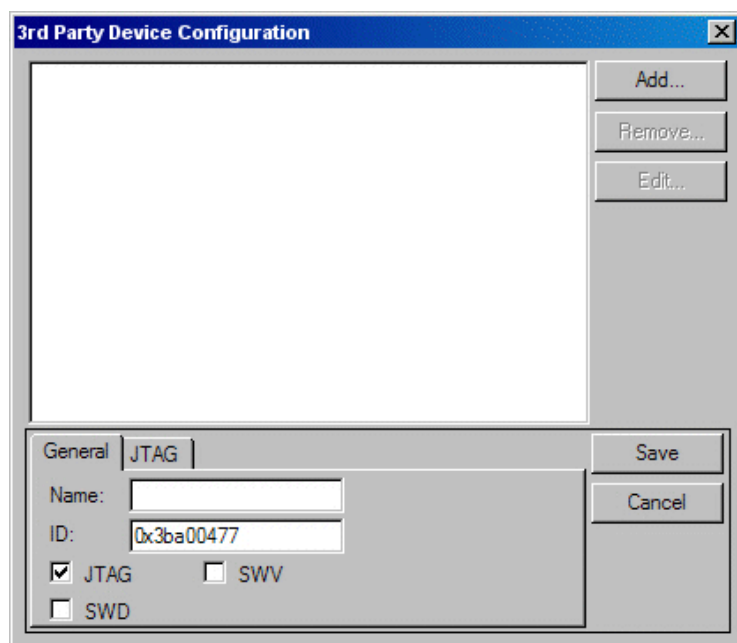 3rd Party Device Configuration
Add...
Remove...
Edit...
General JTAG
Save
Name:
Cancel
ID: 0x3ba00477
JTAG SWV
SWD